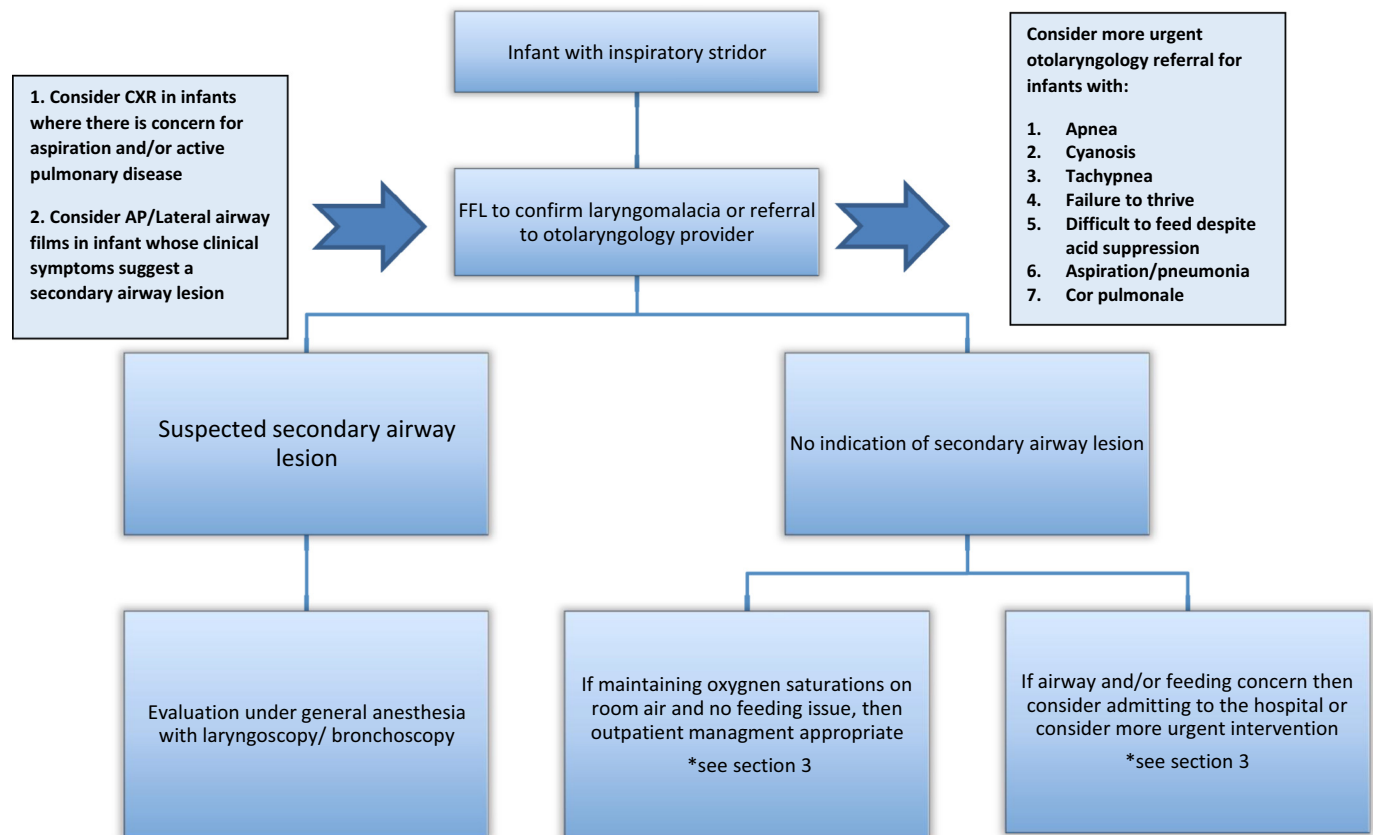 Infant with inspiratory stridor
1. Consider CXR in infants
where there is concern for
aspiration and/or active
pulmonary disease
2. Consider AP/Lateral airway
films in infant whose clinical
symptoms suggest a
secondary airway lesion
FFL to confirm laryngomalacia or referral
to otolaryngology provider
Consider more urgent
otolaryngology referral for
infants with:
1. Apnea
2. Cyanosis
3. Tachypnea
4. Failure to thrive
5. Difficult to feed despite
acid suppression
6. Aspiration/pneumonia
7. Cor pulmonale
Suspected secondary airway
lesion
No indication of secondary airway lesion
Evaluation under general anesthesia
with laryngoscopy/ bronchoscopy
If maintaining oxygnen saturations on
room air and no feeding issue, then
outpatient managment appropriate
*see section 3
If airway and/or feeding concern then
consider admitting to the hospital or
consider more urgent intervention
*see section 3